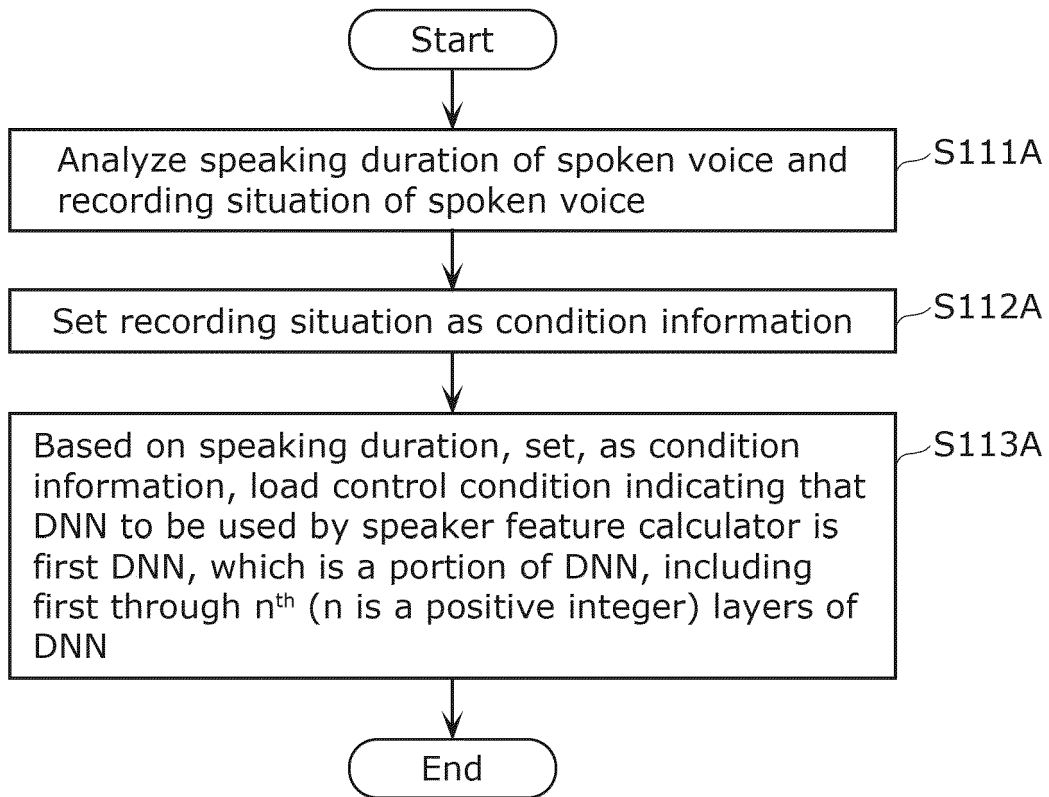 Start
Analyze speaking duration of spoken voice and
recording situation of spoken voice
S111A
Set recording situation as condition information
S112A
Based on speaking duration, set, as condition
information, load control condition indicating that
DNN to be used by speaker feature calculator is
first DNN, which is a portion of DNN, including
first through nth (n is a positive integer) layers of
DNN
S113A
End